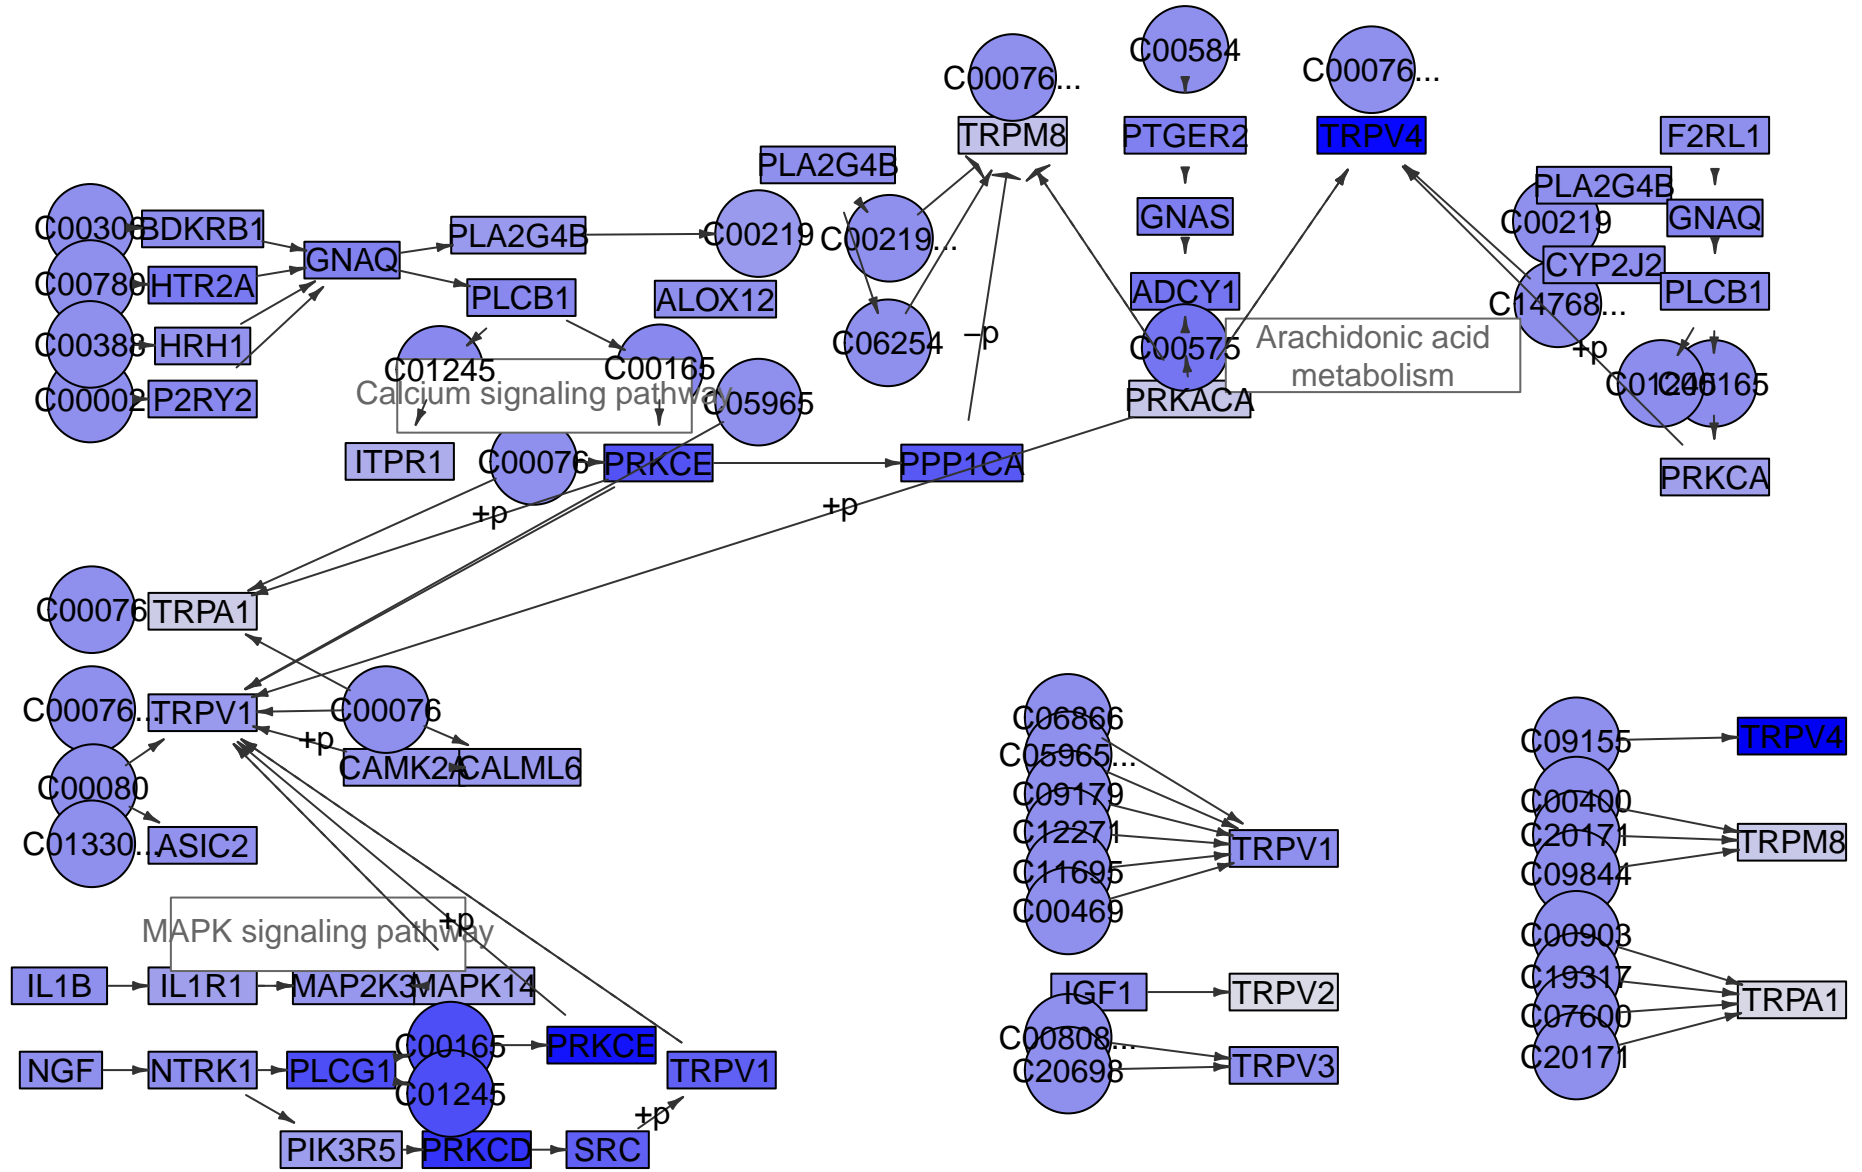 C00584
C00076...
C00076...
TRPM8
PTGER2
TRPV4
F2RL1
PLA2G4B
PLA2G4B
C00308
BDKRB1
PLA2G4B
C00219
C00219...
GNAS
C00219
GNAQ
GNAQ
CYP2J2
C00780
HTR2A
PLCB1
ALOX12
ADCY1
C14768...
PLCB1
C00388
HRH1
C06254
–p
C00575
Arachidonic acid
metabolism
+p
C01245
C00165
Calcium signaling pathway
C00002
P2RY2
C05965
PRKACA
C01245
C00165
ITPR1
C00076
PRKCE
PPP1CA
PRKCA
+p
+p
C00076
TRPA1
C00076...
TRPV1
C00076
+p
CAMK2A
CALML6
C00080
C01330...
ASIC2
C06866
C05965...
C09179
C12271
C11695
C00469
TRPV1
C09155
TRPV4
C00400
C20171
C09844
TRPM8
MAPK signaling pathway
+p
IL1B
IL1R1
MAP2K3
MAPK14
IGF1
TRPV2
C00903
C19317
C07600
C20171
TRPA1
C00165
PRKCE
C00808...
C20698
TRPV3
NGF
NTRK1
PLCG1
C01245
TRPV1
+p
PIK3R5
PRKCD
SRC